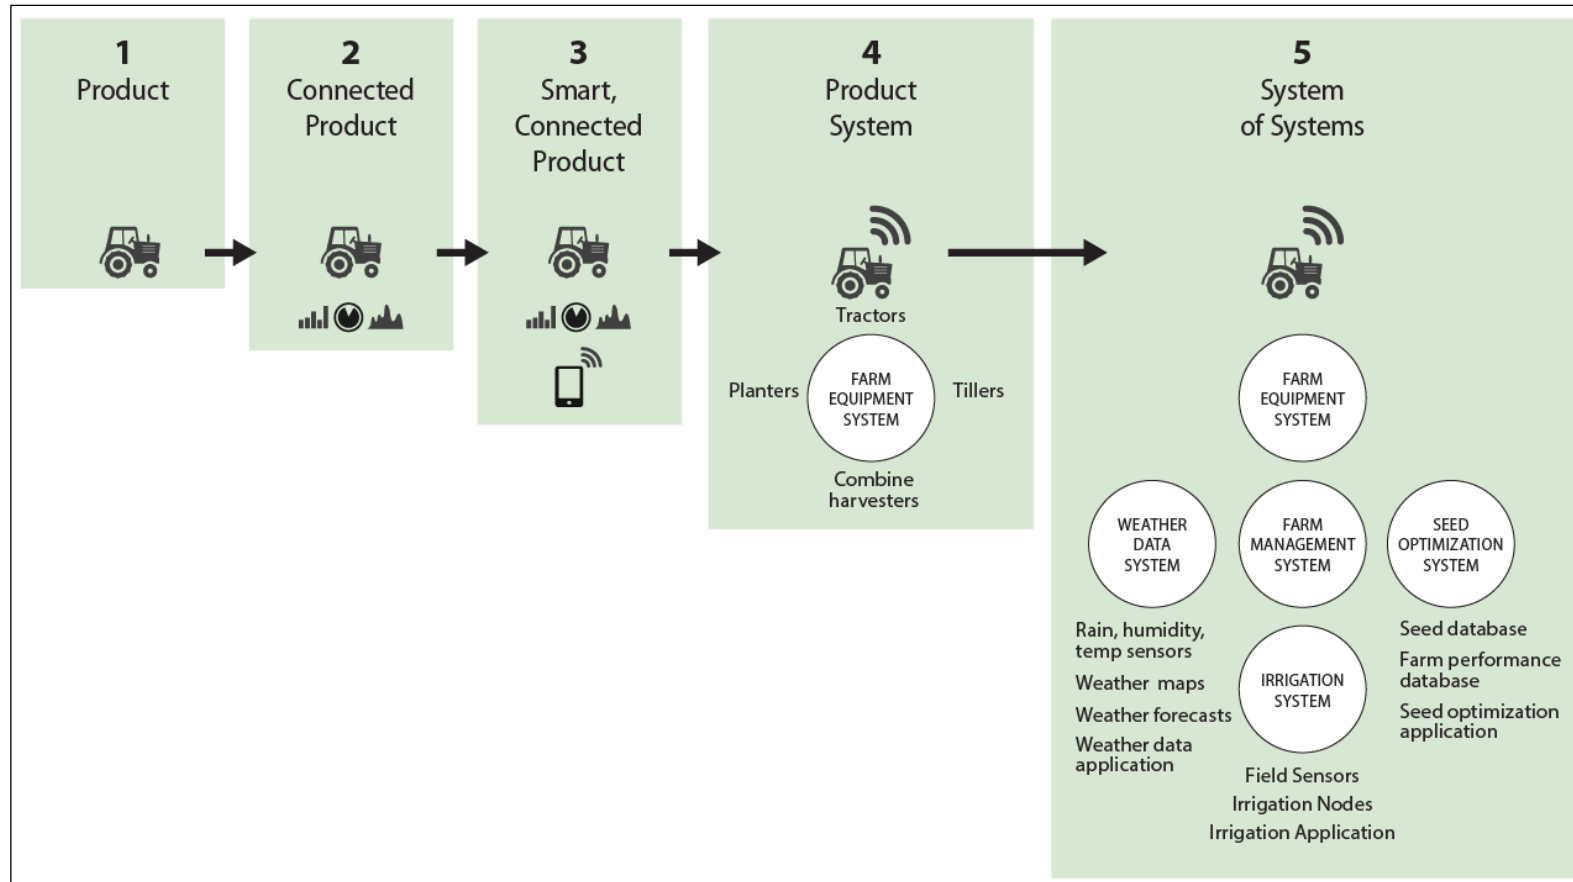 1
Product
2
Connected
Product
3
Smart,
Connected
Product
4
Product
System
Tractors
Planters
FARM
EQUIPMENT
SYSTEM
Tillers
Combine
harvesters
5
System
of Systems
FARM
EQUIPMENT
SYSTEM
WEATHER
DATA
SYSTEM
FARM
MANAGEMENT
SYSTEM
SEED
OPTIMIZATION
SYSTEM
Rain, humidity,
temp sensors
Weather maps
Weather forecasts
Weather data
application
IRRIGATION
SYSTEM
Field Sensors
Irrigation Nodes
Irrigation Application
Seed database
Farm performance
database
Seed optimization
application